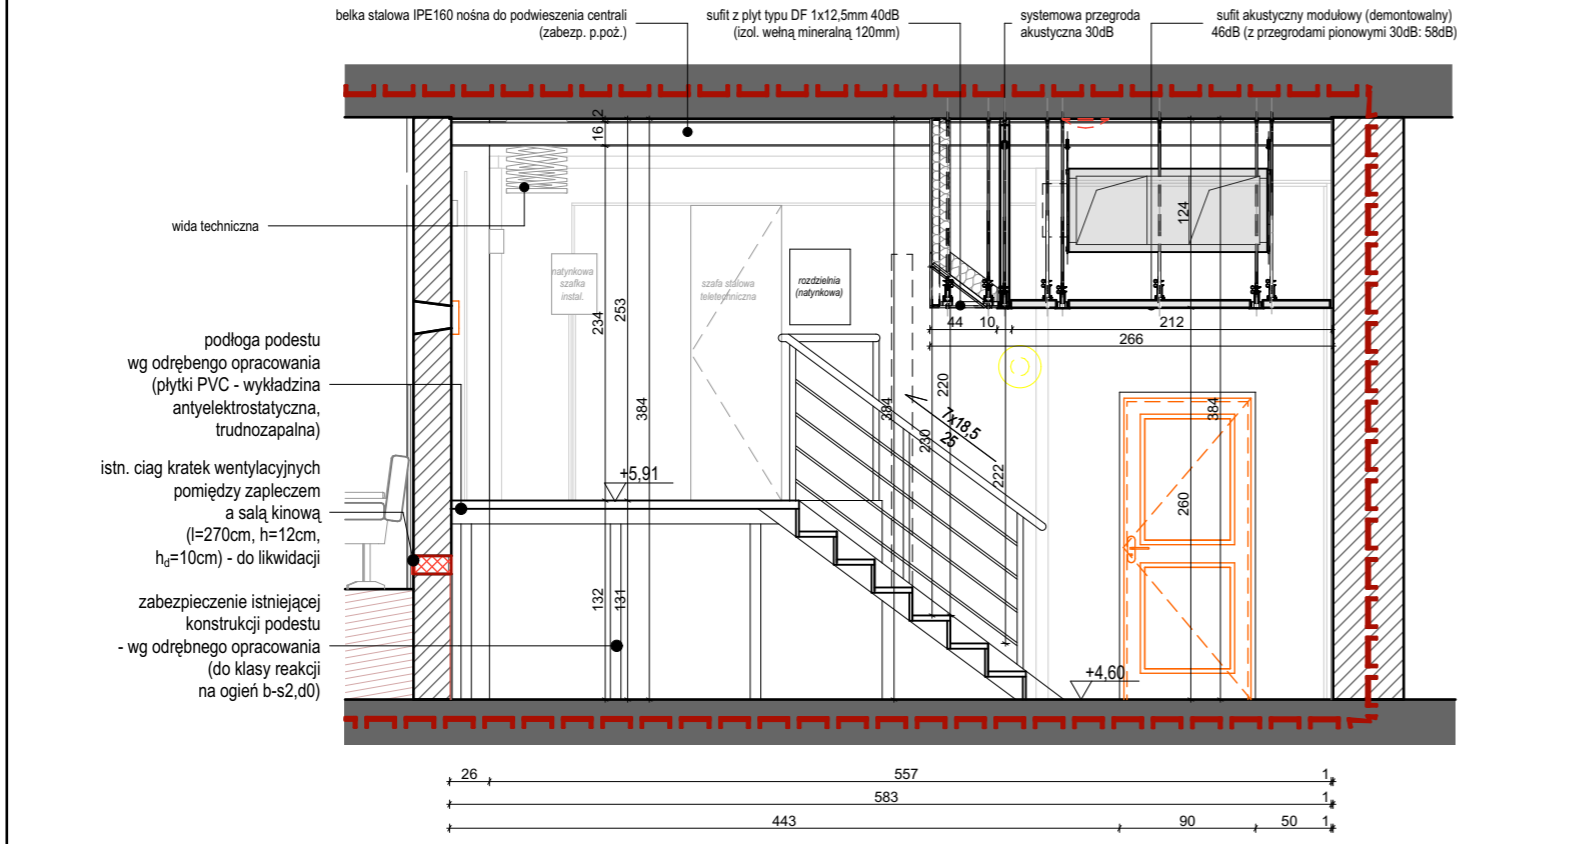 belka stalowa IPE160 nośna do podwieszenia centrali
(zabezp. p.poż.)
sufit z plyt typu DF 1x12,5mm 40dB
(izol. wełną mineralną 120mm)
systemowa przegroda
akustyczna 30dB
sufit akustyczny modułowy (demontowalny)
46dB (z przegrodami pionowymi 30dB: 58dB)
2
16
wida techniczna
124
natynkowa
szafka
instal.
szafa stalowa
teletechniczna
rozdzielnia
(natynkowa)
234
253
44
10
212
266
podłoga podestu
wg odrębengo opracowania
(płytki PVC - wykładzina
antyelektrostatyczna,
trudnozapalna)
384
384
220
230
222
7x18,5
25
384
260
istn. ciag kratek wentylacyjnych
pomiędzy zapleczem
a salą kinową
(l=270cm, h=12cm,
hd=10cm) - do likwidacji
+5,91
zabezpieczenie istniejącej
konstrukcji podestu
- wg odrębnego opracowania
(do klasy reakcji
na ogień b-s2,d0)
132
131
+4,60
26
557
1
583
1
443
90
50
1